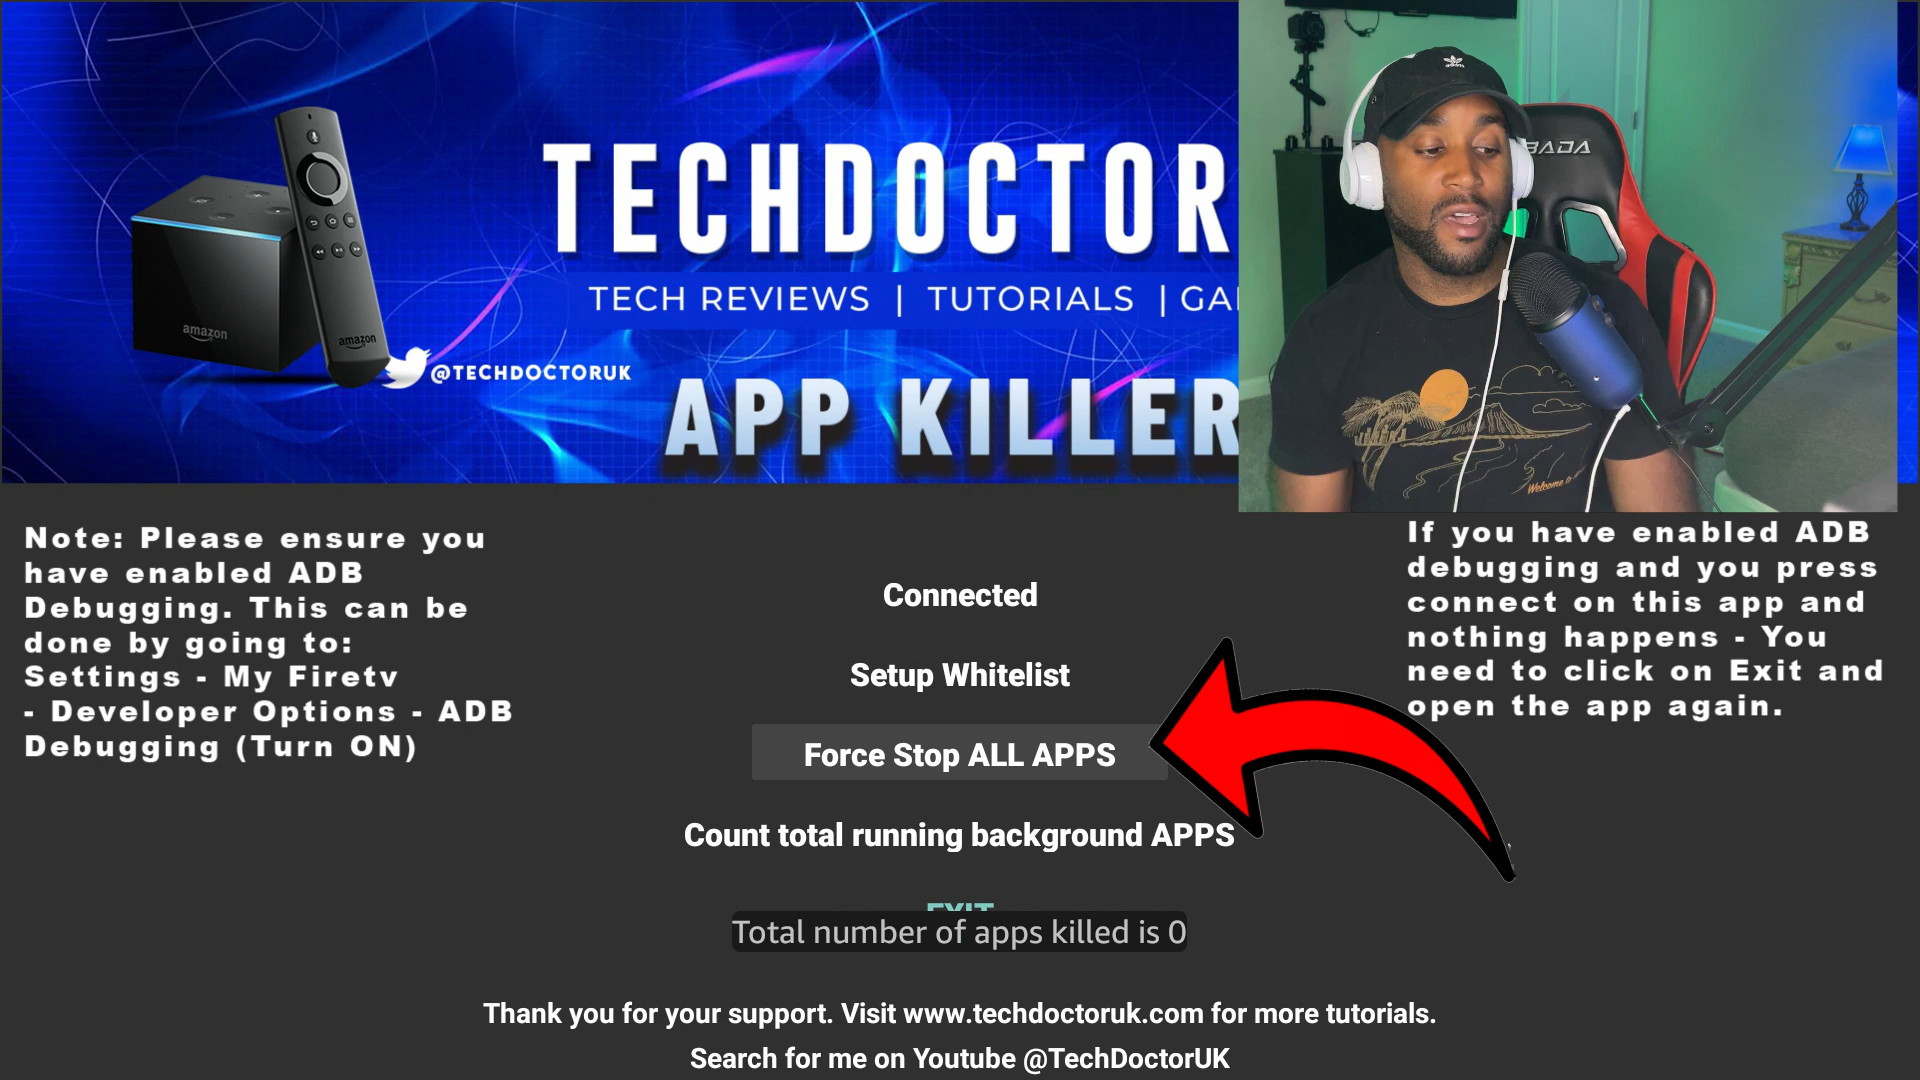 TECHDOCTOR
TECH REVIEWS | TUTORIALS | GA
amazon
amazon
@TECHDOCTORUK
APP KILLER
adidas
BADA
Welcome to
Note: Please ensure you
have enabled ADB
Debugging. This can be
done by going to:
Settings - My Firetv
- Developer Options - ADB
Debugging (Turn ON)
If you have enabled ADB
debugging and you press
connect on this app and
nothing happens - You
need to click on Exit and
open the app again.
Connected
Setup Whitelist
Force Stop ALL APPS
Count total running background APPS
EXIT
Total number of apps killed is 0
Thank you for your support. Visit www.techdoctoruk.com for more tutorials.
Search for me on Youtube @TechDoctorUK